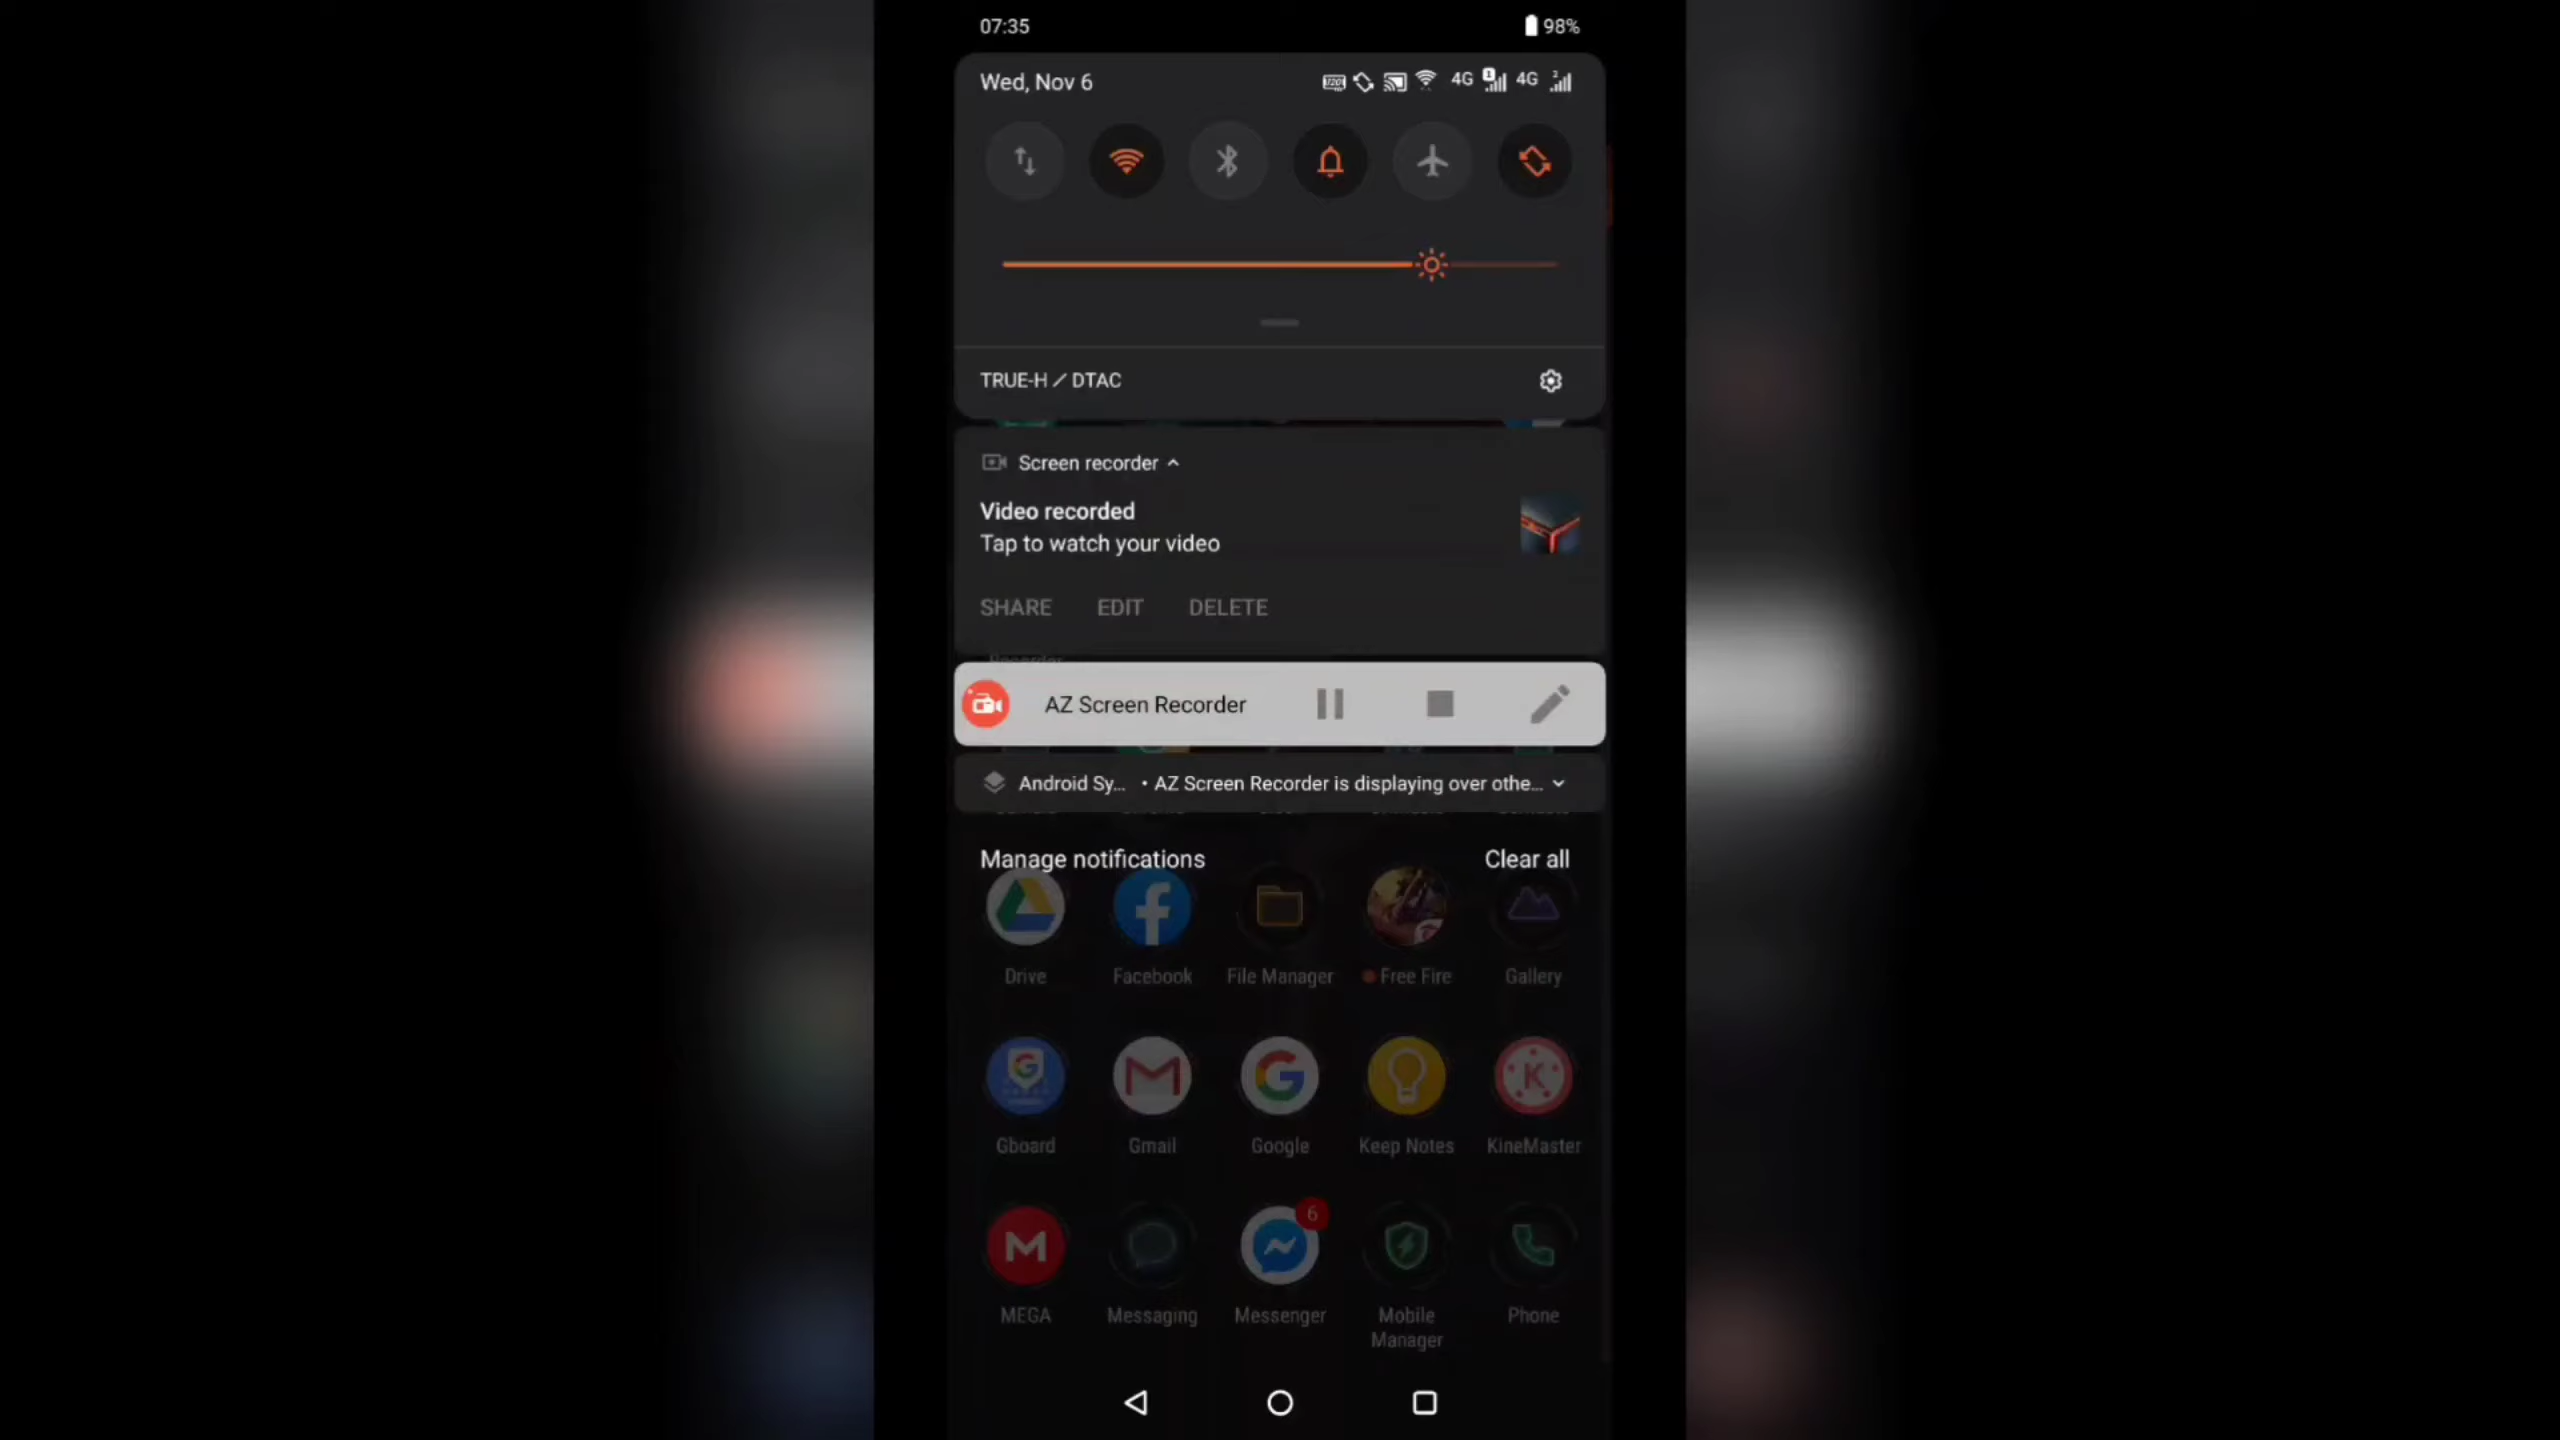 07:35 98%
Wed, Nov 6 4G 1 4G 2
TRUE-H / DTAC
Screen recorder
Video recorded
Tap to watch your video
SHARE EDIT DELETE
AZ Screen Recorder
Android Sy... • AZ Screen Recorder is displaying over othe...
Manage notifications Clear all
Drive Facebook File Manager Free Fire Gallery
Gboard Gmail Google Keep Notes KineMaster
6
MEGA Messaging Messenger Mobile Manager Phone